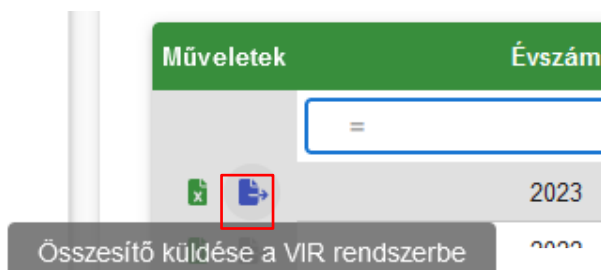 Műveletek Évszám
=
2023
Összesítő küldése a VIR rendszerbe